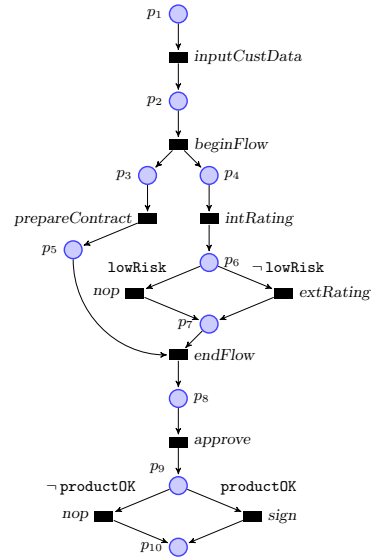 p1
inputCustData
p2
beginFlow
p3 p4
prepareContract intRating
p5 p6
lowRisk ¬ lowRisk
nop extRating
p7
endFlow
p8
approve
p9
¬ productOK productOK
nop sign
p10